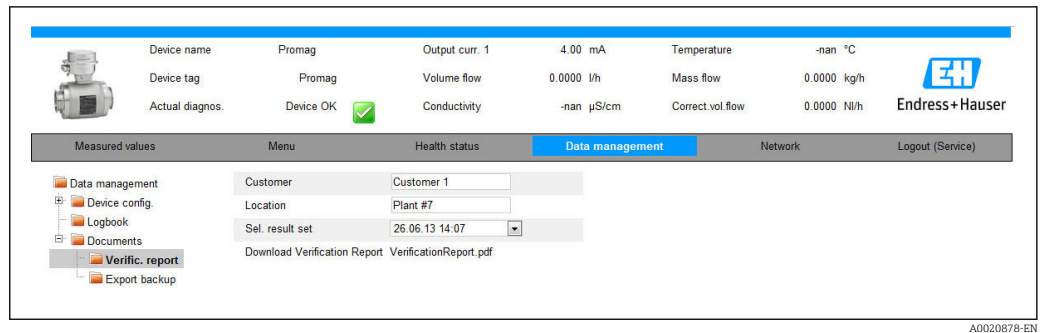 Device name Promag Output curr. 1 4.00 mA Temperature -nan °C
Device tag Promag Volume flow 0.0000 l/h Mass flow 0.0000 kg/h
Actual diagnos. Device OK Conductivity -nan µS/cm Correct.vol.flow 0.0000 Nl/h
EH
Endress+Hauser
Measured values Menu Health status Data management Network Logout (Service)
Data management Customer Customer 1
Device config. Location Plant #7
Logbook Sel. result set 26.06.13 14:07
Documents Download Verification Report VerificationReport.pdf
Verific. report
Export backup
A0020878-EN